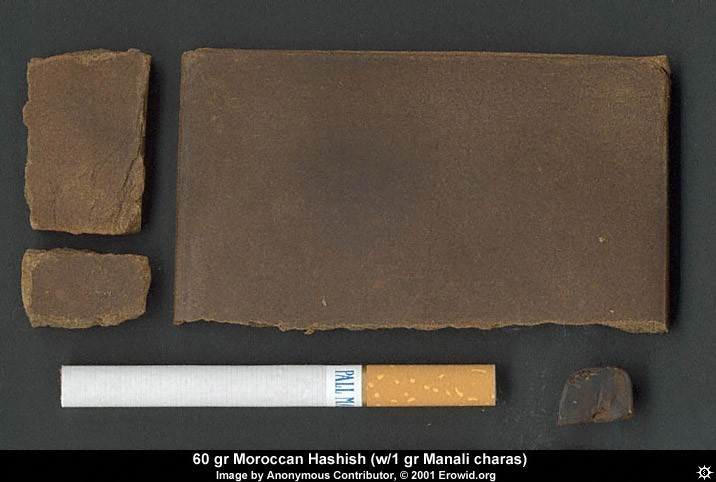 PALL M
60 gr Moroccan Hashish (w/1 gr Manali charas)
Image by Anonymous Contributor, © 2001 Erowid.org